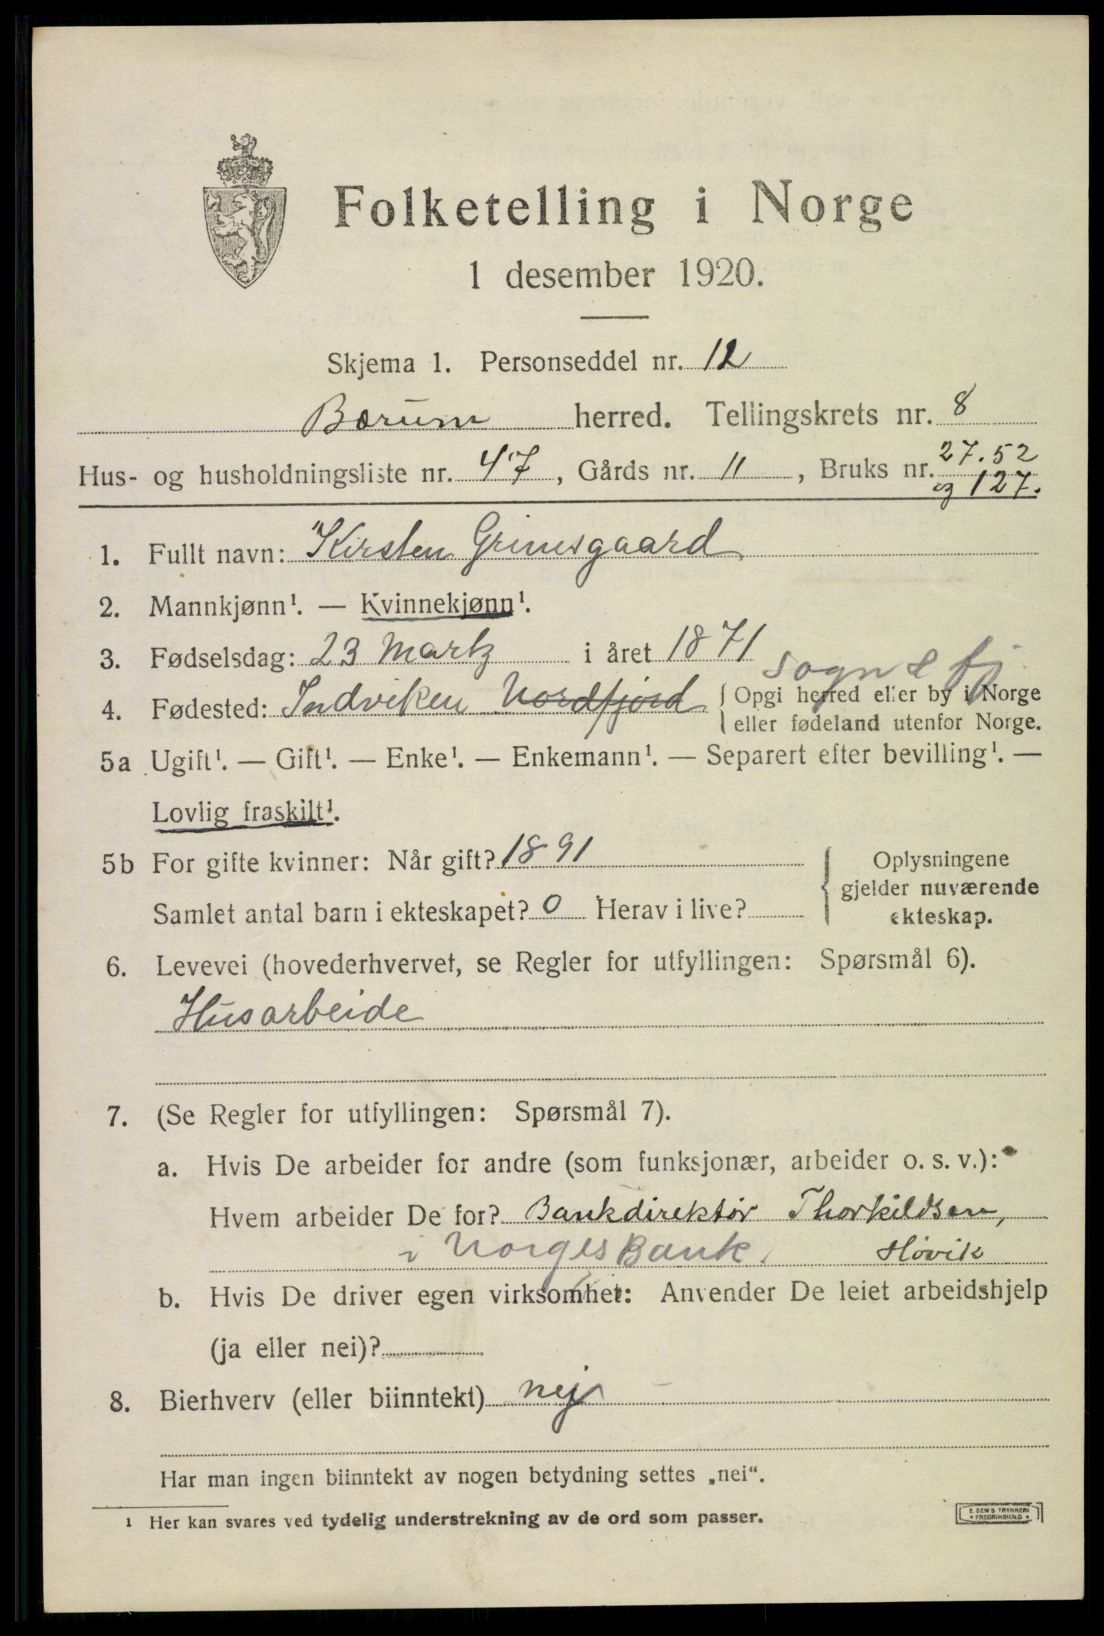 Folketelling i Norge
1 desember 1920.
Skjema 1. Personseddel nr. 12
Bærum herred. Tellingskrets nr. 8
27.52
Hus- og husholdningsliste nr. 47, Gårds nr. 11, Bruks nr. og 127.
1. Fullt navn: Kirsten Grimsgaard
2. Mannkjønn¹. — Kvinnekjønn¹.
3. Fødselsdag: 23 Martz i året 1871
Sogn & fj
4. Fødested: Indviken Nordfjord { Opgi herred eller by i Norge
eller fødeland utenfor Norge.
5a Ugift¹. — Gift¹. — Enke¹. — Enkemann¹. — Separert efter bevilling¹. —
Lovlig fraskilt¹.
5b For gifte kvinner: Når gift? 1891
Samlet antal barn i ekteskapet? 0 Herav i live?
{ Oplysningene
gjelder nuværende
ekteskap.
6. Levevei (hovederhvervet, se Regler for utfyllingen: Spørsmål 6).
Husarbeide
7. (Se Regler for utfyllingen: Spørsmål 7).
a. Hvis De arbeider for andre (som funksjonær, arbeider o. s. v.):
Hvem arbeider De for? Bankdirektør Thorkildsen,
i Norges Bank. Høvik
b. Hvis De driver egen virksomhet: Anvender De leiet arbeidshjelp
(ja eller nei)?
8. Bierhverv (eller biinntekt) nej
Har man ingen biinntekt av nogen betydning settes „nei“.
¹ Her kan svares ved tydelig understrekning av de ord som passer.
E. SEM'S TRYKKERI
• FREDRIKSHALD •